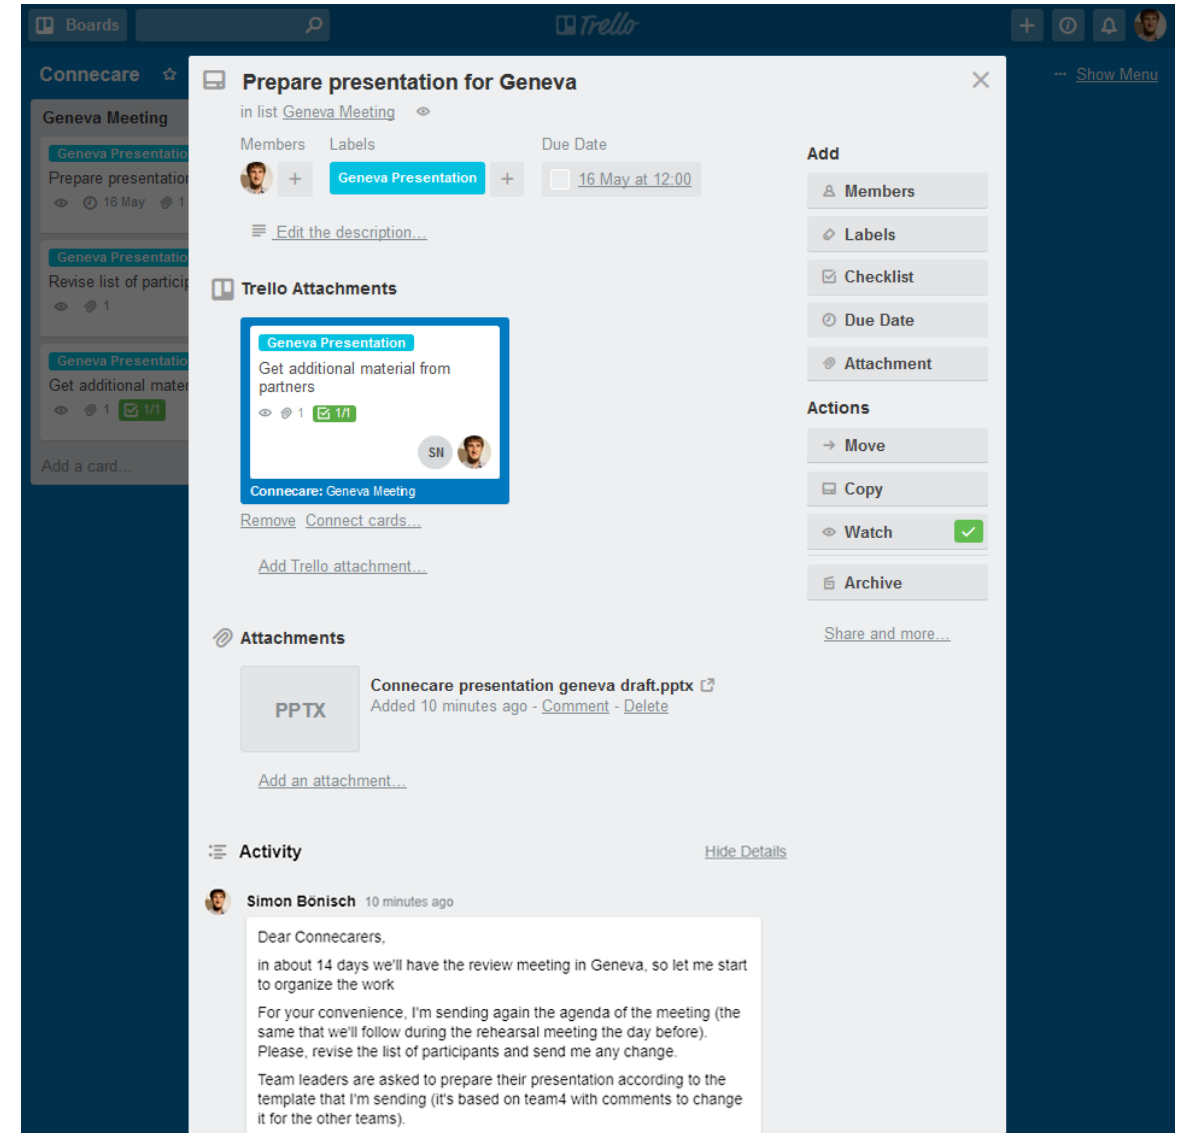 Boards
Trello
Connecare
Show Menu
Geneva Meeting
Geneva Presentatio
Prepare presentation
16 May 1
Geneva Presentatio
Revise list of particip
1
Geneva Presentatio
Get additional mater
1 1/1
Add a card...
Prepare presentation for Geneva
in list Geneva Meeting
Members Labels Due Date
Geneva Presentation
16 May at 12:00
Edit the description...
Trello Attachments
Geneva Presentation
Get additional material from
partners
1 1/1
SN
Connecare: Geneva Meeting
Remove Connect cards...
Add Trello attachment...
Attachments
PPTX
Connecare presentation geneva draft.pptx
Added 10 minutes ago - Comment - Delete
Add an attachment...
Activity
Hide Details
Simon Bönisch 10 minutes ago
Dear Connecarers,
in about 14 days we'll have the review meeting in Geneva, so let me start
to organize the work
For your convenience, I'm sending again the agenda of the meeting (the
same that we'll follow during the rehearsal meeting the day before).
Please, revise the list of participants and send me any change.
Team leaders are asked to prepare their presentation according to the
template that I'm sending (it's based on team4 with comments to change
it for the other teams).
Add
Members
Labels
Checklist
Due Date
Attachment
Actions
Move
Copy
Watch
Archive
Share and more...